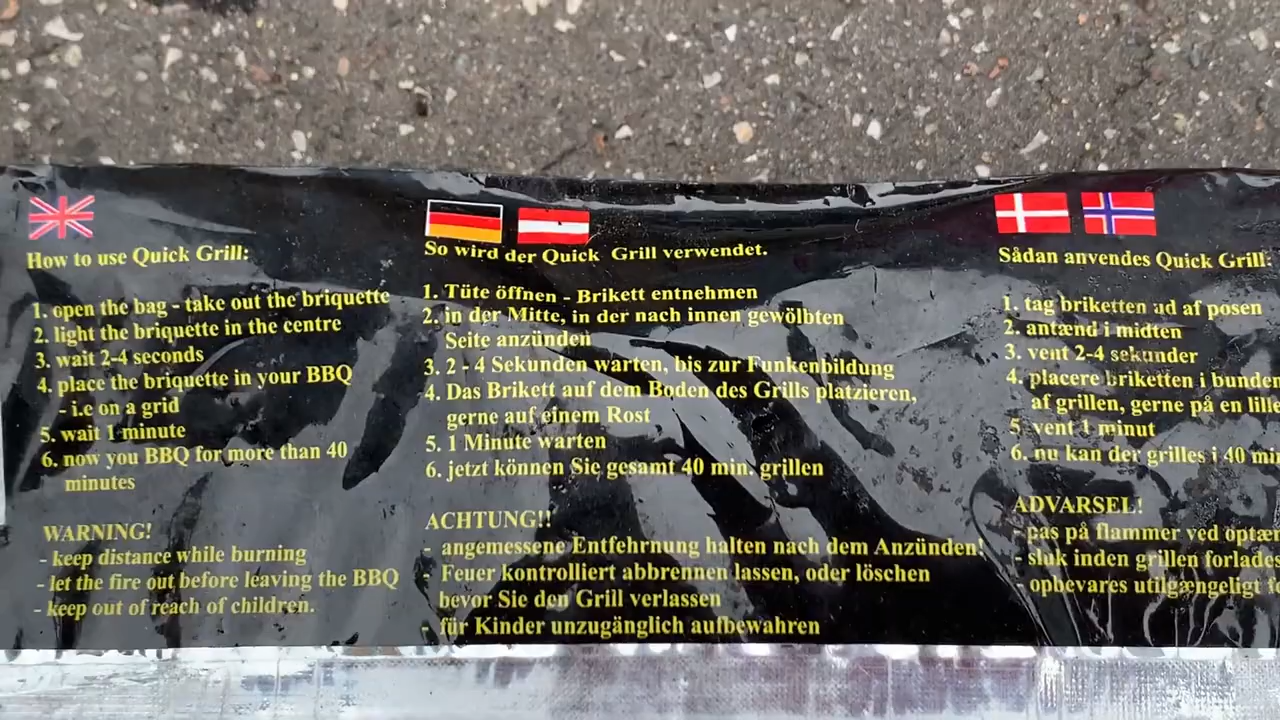 How to use Quick Grill:
1. open the bag - take out the briquette
2. light the briquette in the centre
3. wait 2-4 seconds
4. place the briquette in your BBQ
- i.e on a grid
5. wait 1 minute
6. now you BBQ for more than 40
minutes
WARNING!
- keep distance while burning
- let the fire out before leaving the BBQ
- keep out of reach of children.
So wird der Quick Grill verwendet.
1. Tüte öffnen - Brikett entnehmen
2. in der Mitte, in der nach innen gewölbten
Seite anzünden
3. 2 - 4 Sekunden warten, bis zur Funkenbildung
4. Das Brikett auf dem Boden des Grills platzieren,
gerne auf einem Rost
5. 1 Minute warten
6. jetzt können Sie gesamt 40 min. grillen
ACHTUNG!!
- angemessene Entfehrnung halten nach dem Anzünden!
- Feuer kontrolliert abbrennen lassen, oder löschen
bevor Sie den Grill verlassen
- für Kinder unzugänglich aufbewahren
Sådan anvendes Quick Grill:
1. tag briketten ud af posen
2. antænd i midten
3. vent 2-4 sekunder
4. placere briketten i bunden
af grillen, gerne på en lille
5. vent 1 minut
6. nu kan der grilles i 40 min
ADVARSEL!
- pas på flammer ved optæn
- sluk inden grillen forlades
- opbevares utilgængeligt fo